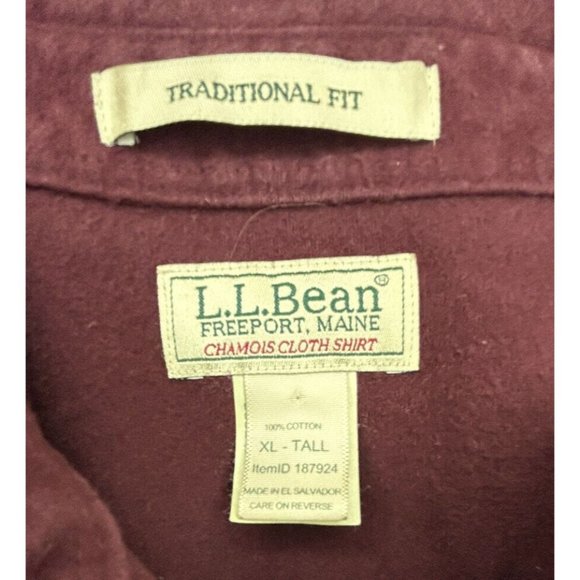 TRADITIONAL FIT
L.L.Bean®
FREEPORT, MAINE
CHAMOIS CLOTH SHIRT
100% COTTON
XL - TALL
ItemID 187924
MADE IN EL SALVADOR
CARE ON REVERSE